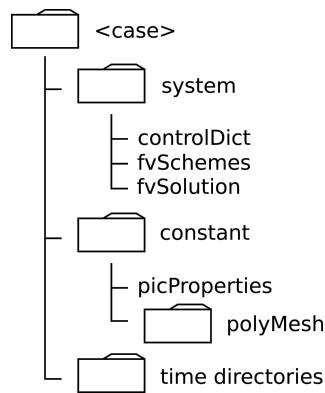 <case>
system
controlDict
fvSchemes
fvSolution
constant
picProperties
polyMesh
time directories